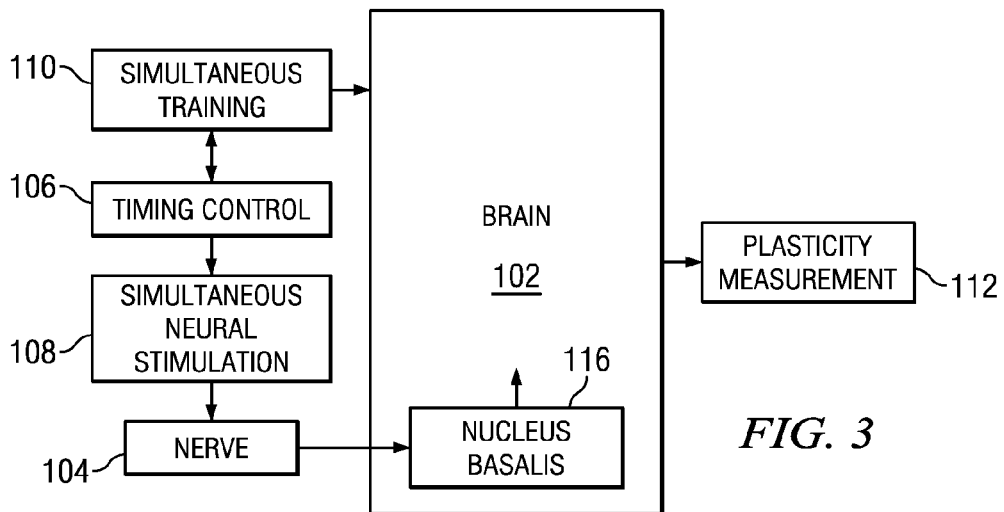 110
SIMULTANEOUS
TRAINING
106
TIMING CONTROL
108
SIMULTANEOUS
NEURAL
STIMULATION
104
NERVE
BRAIN
102
116
NUCLEUS
BASALIS
PLASTICITY
MEASUREMENT
112
FIG. 3